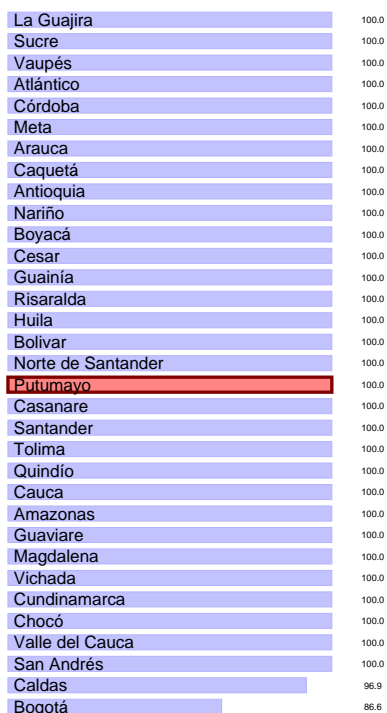 La Guajira 100.0
Sucre 100.0
Vaupés 100.0
Atlántico 100.0
Córdoba 100.0
Meta 100.0
Arauca 100.0
Caquetá 100.0
Antioquia 100.0
Nariño 100.0
Boyacá 100.0
Cesar 100.0
Guainía 100.0
Risaralda 100.0
Huila 100.0
Bolivar 100.0
Norte de Santander 100.0
Putumayo 100.0
Casanare 100.0
Santander 100.0
Tolima 100.0
Quindío 100.0
Cauca 100.0
Amazonas 100.0
Guaviare 100.0
Magdalena 100.0
Vichada 100.0
Cundinamarca 100.0
Chocó 100.0
Valle del Cauca 100.0
San Andrés 100.0
Caldas 96.9
Bogotá 86.6